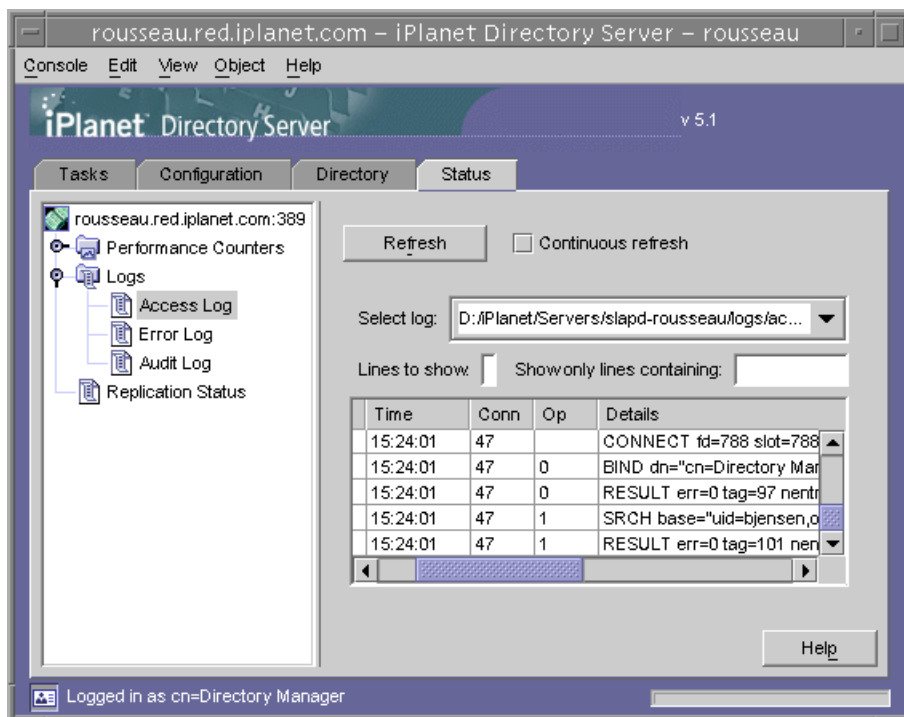 rousseau.red.iplanet.com – iPlanet Directory Server – rousseau
Console Edit View Object Help
iPlanet Directory Server
v 5.1
Tasks Configuration Directory Status
rousseau.red.iplanet.com:389
Performance Counters
Logs
Access Log
Error Log
Audit Log
Replication Status
Refresh Continuous refresh
Select log: D:/iPlanet/Servers/slapd-rousseau/logs/ac...
Lines to show: Show only lines containing:
Time Conn Op Details
15:24:01 47 CONNECT fd=788 slot=788
15:24:01 47 0 BIND dn="cn=Directory Mar
15:24:01 47 0 RESULT err=0 tag=97 nentr
15:24:01 47 1 SRCH base="uid=bjensen,o
15:24:01 47 1 RESULT err=0 tag=101 nen
Help
Logged in as cn=Directory Manager